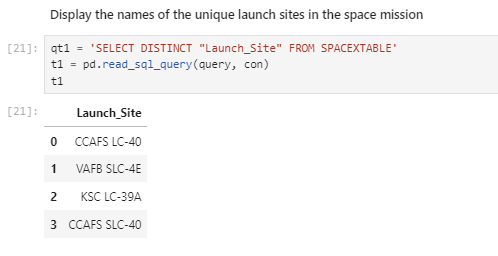 Display the names of the unique launch sites in the space mission
[21]: qt1 = 'SELECT DISTINCT "Launch_Site" FROM SPACEXTABLE'
t1 = pd.read_sql_query(query, con)
t1
[21]: Launch_Site
0 CCAFS LC-40
1 VAFB SLC-4E
2 KSC LC-39A
3 CCAFS SLC-40